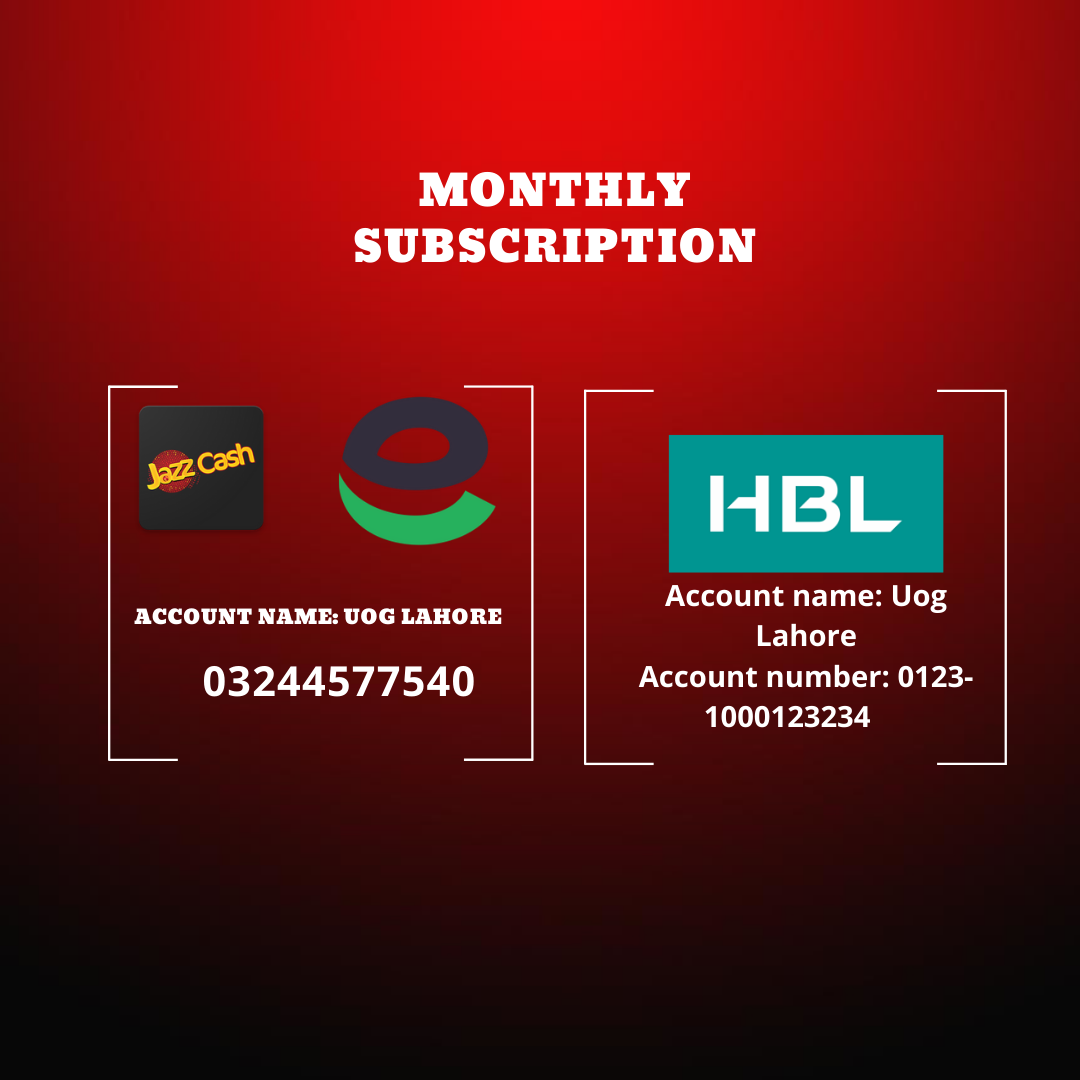 MONTHLY
SUBSCRIPTION
Jazz Cash
ACCOUNT NAME: UOG LAHORE
03244577540
HBL
Account name: Uog
Lahore
Account number: 0123-
1000123234